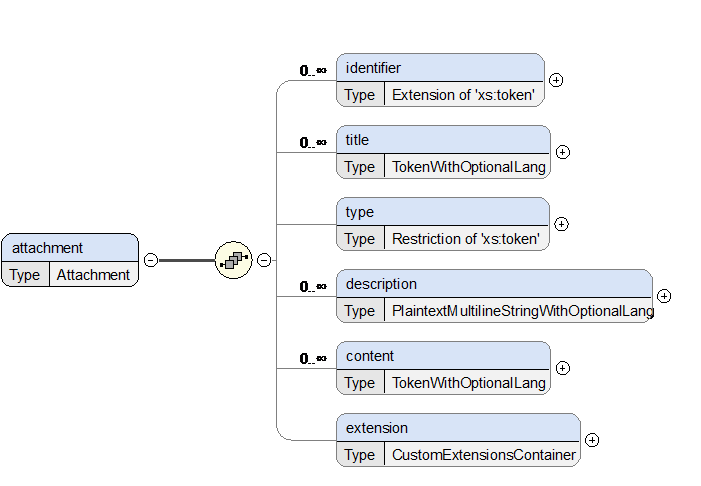 0..∞
identifier
Type Extension of 'xs:token'
0..∞
title
Type TokenWithOptionalLang
type
Type Restriction of 'xs:token'
attachment
Type Attachment
0..∞
description
Type PlaintextMultilineStringWithOptionalLang
0..∞
content
Type TokenWithOptionalLang
extension
Type CustomExtensionsContainer